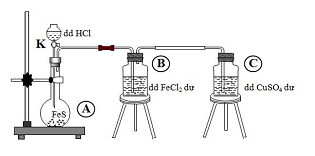 dd HCl
K
B
C
dd FeCl2 dư
dd CuSO4 dư
FeS
A